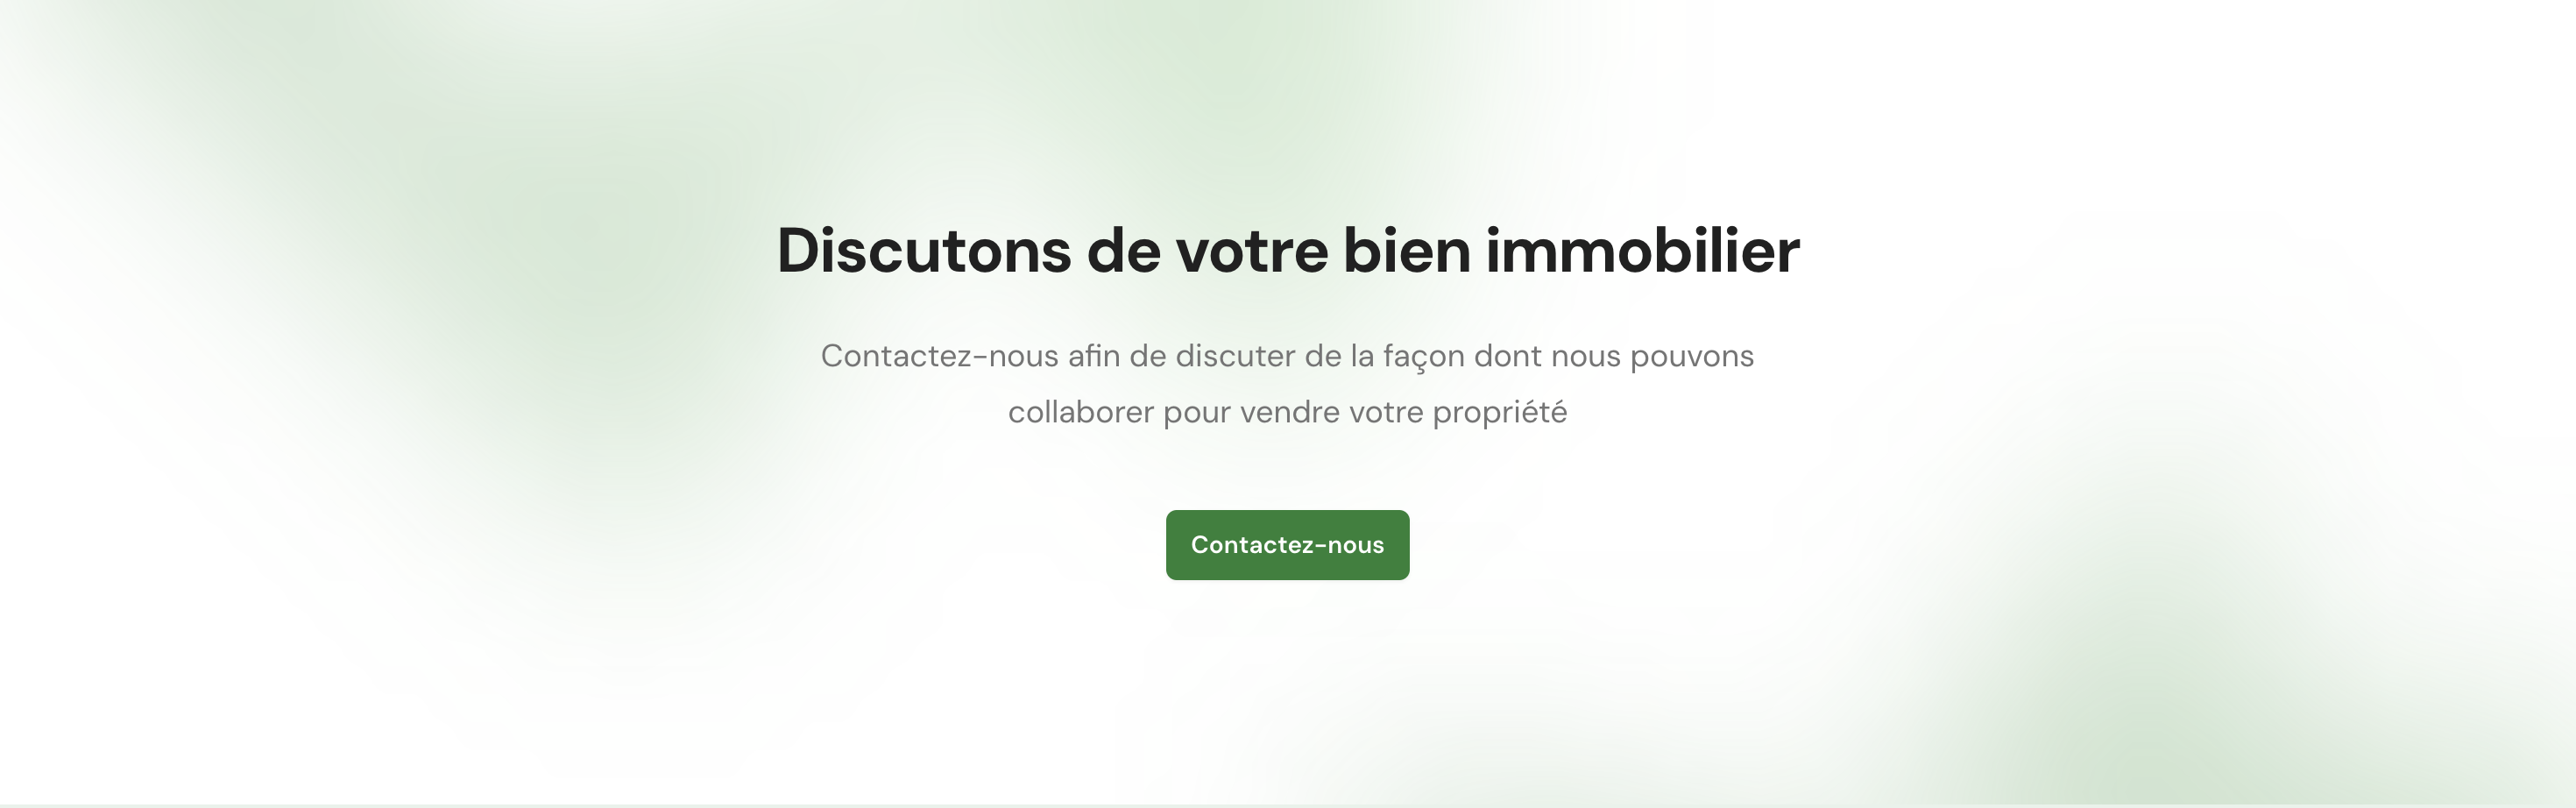 Discutons de votre bien immobilier
Contactez-nous afin de discuter de la façon dont nous pouvons
collaborer pour vendre votre propriété
Contactez-nous